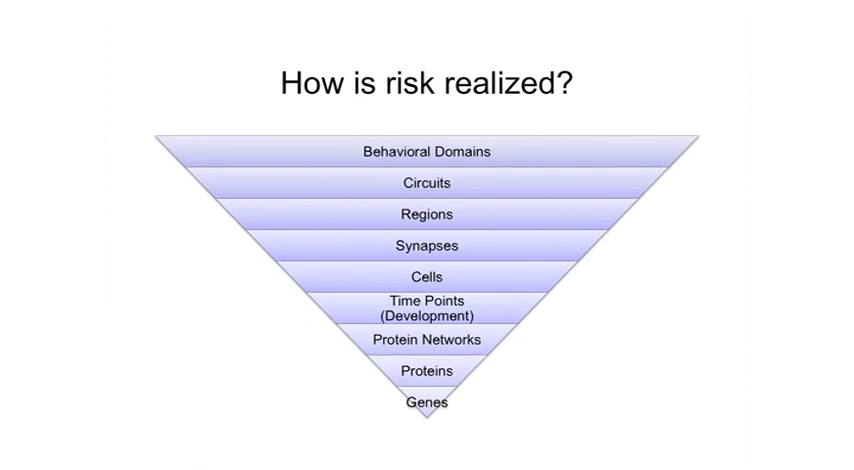 How is risk realized?
Behavioral Domains
Circuits
Regions
Synapses
Cells
Time Points
(Development)
Protein Networks
Proteins
Genes